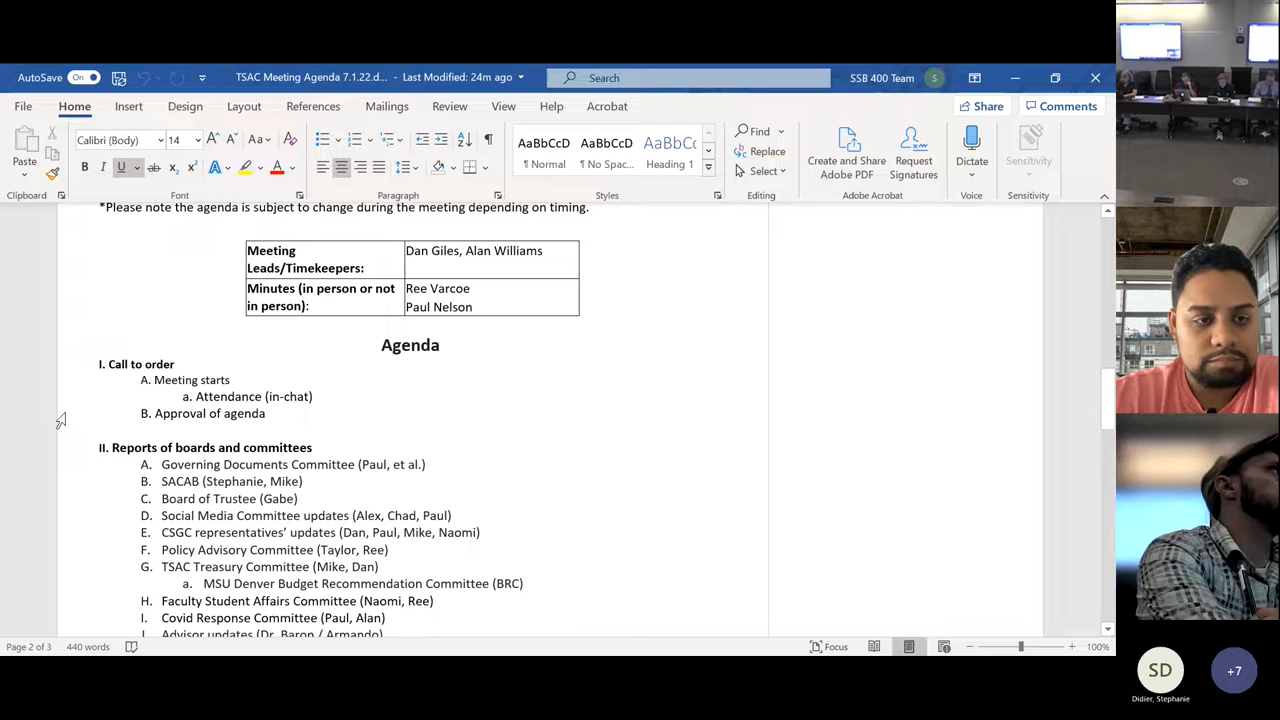 AutoSave On TSAC Meeting Agenda 7.1.22.d... - Last Modified: 24m ago Search SSB 400 Team S
File Home Insert Design Layout References Mailings Review View Help Acrobat Share Comments
Paste
Clipboard
Calibri (Body) 14
Font
Paragraph
AaBbCcD AaBbCcD AaBbCc
¶ Normal ¶ No Spac... Heading 1
Styles
Find
Replace
Select
Editing
Create and Share Adobe PDF
Request Signatures
Adobe Acrobat
Dictate
Voice
Sensitivity
Sensitivity
*Please note the agenda is subject to change during the meeting depending on timing.
Meeting Dan Giles, Alan Williams
Leads/Timekeepers:
Minutes (in person or not Ree Varcoe
in person): Paul Nelson
Agenda
I. Call to order
A. Meeting starts
a. Attendance (in-chat)
B. Approval of agenda
II. Reports of boards and committees
A. Governing Documents Committee (Paul, et al.)
B. SACAB (Stephanie, Mike)
C. Board of Trustee (Gabe)
D. Social Media Committee updates (Alex, Chad, Paul)
E. CSGC representatives' updates (Dan, Paul, Mike, Naomi)
F. Policy Advisory Committee (Taylor, Ree)
G. TSAC Treasury Committee (Mike, Dan)
a. MSU Denver Budget Recommendation Committee (BRC)
H. Faculty Student Affairs Committee (Naomi, Ree)
I. Covid Response Committee (Paul, Alan)
J. Advisor updates (Dr. Baron / Armando)
Page 2 of 3 440 words Focus 100%
SD +7
Didier, Stephanie